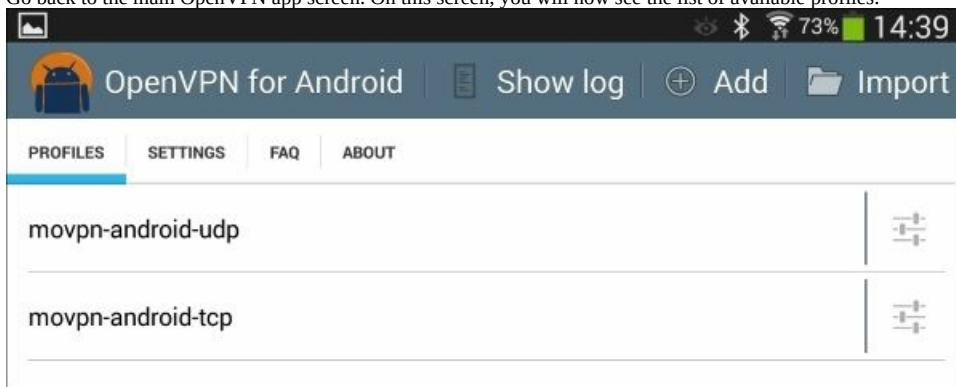 Go back to the main OpenVPN app screen. On this screen, you will now see the list of available profiles:
73% 14:39
OpenVPN for Android Show log Add Import
PROFILES SETTINGS FAQ ABOUT
movpn-android-udp
movpn-android-tcp